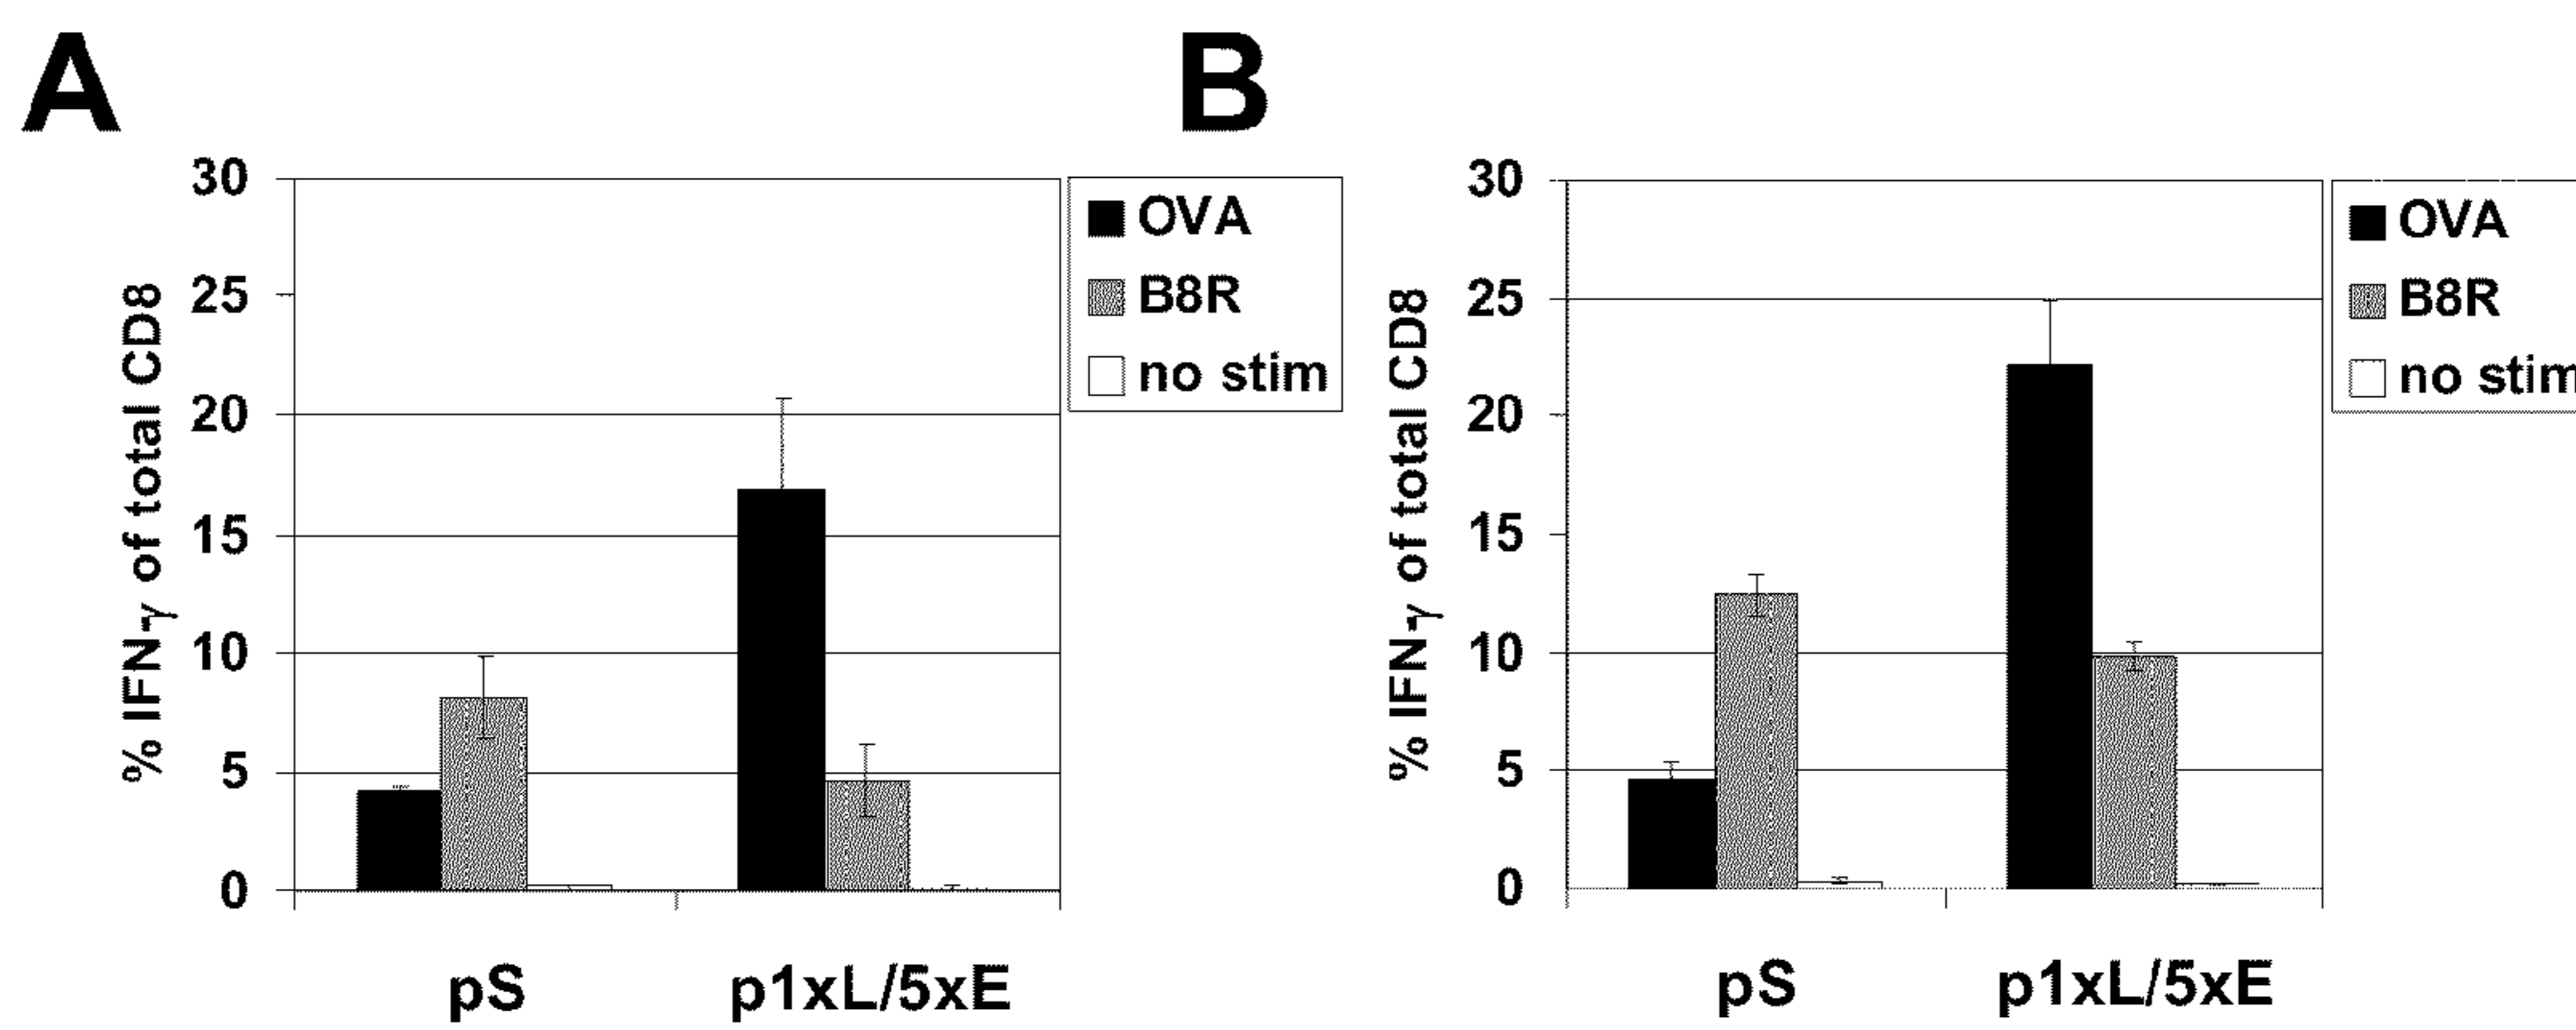 A
30
25
20
15
10
5
0
% IFN-γ of total CD8
OVA
B8R
no stim
pS
p1xL/5xE
B
30
25
20
15
10
5
0
% IFN-γ of total CD8
OVA
B8R
no stim
pS
p1xL/5xE